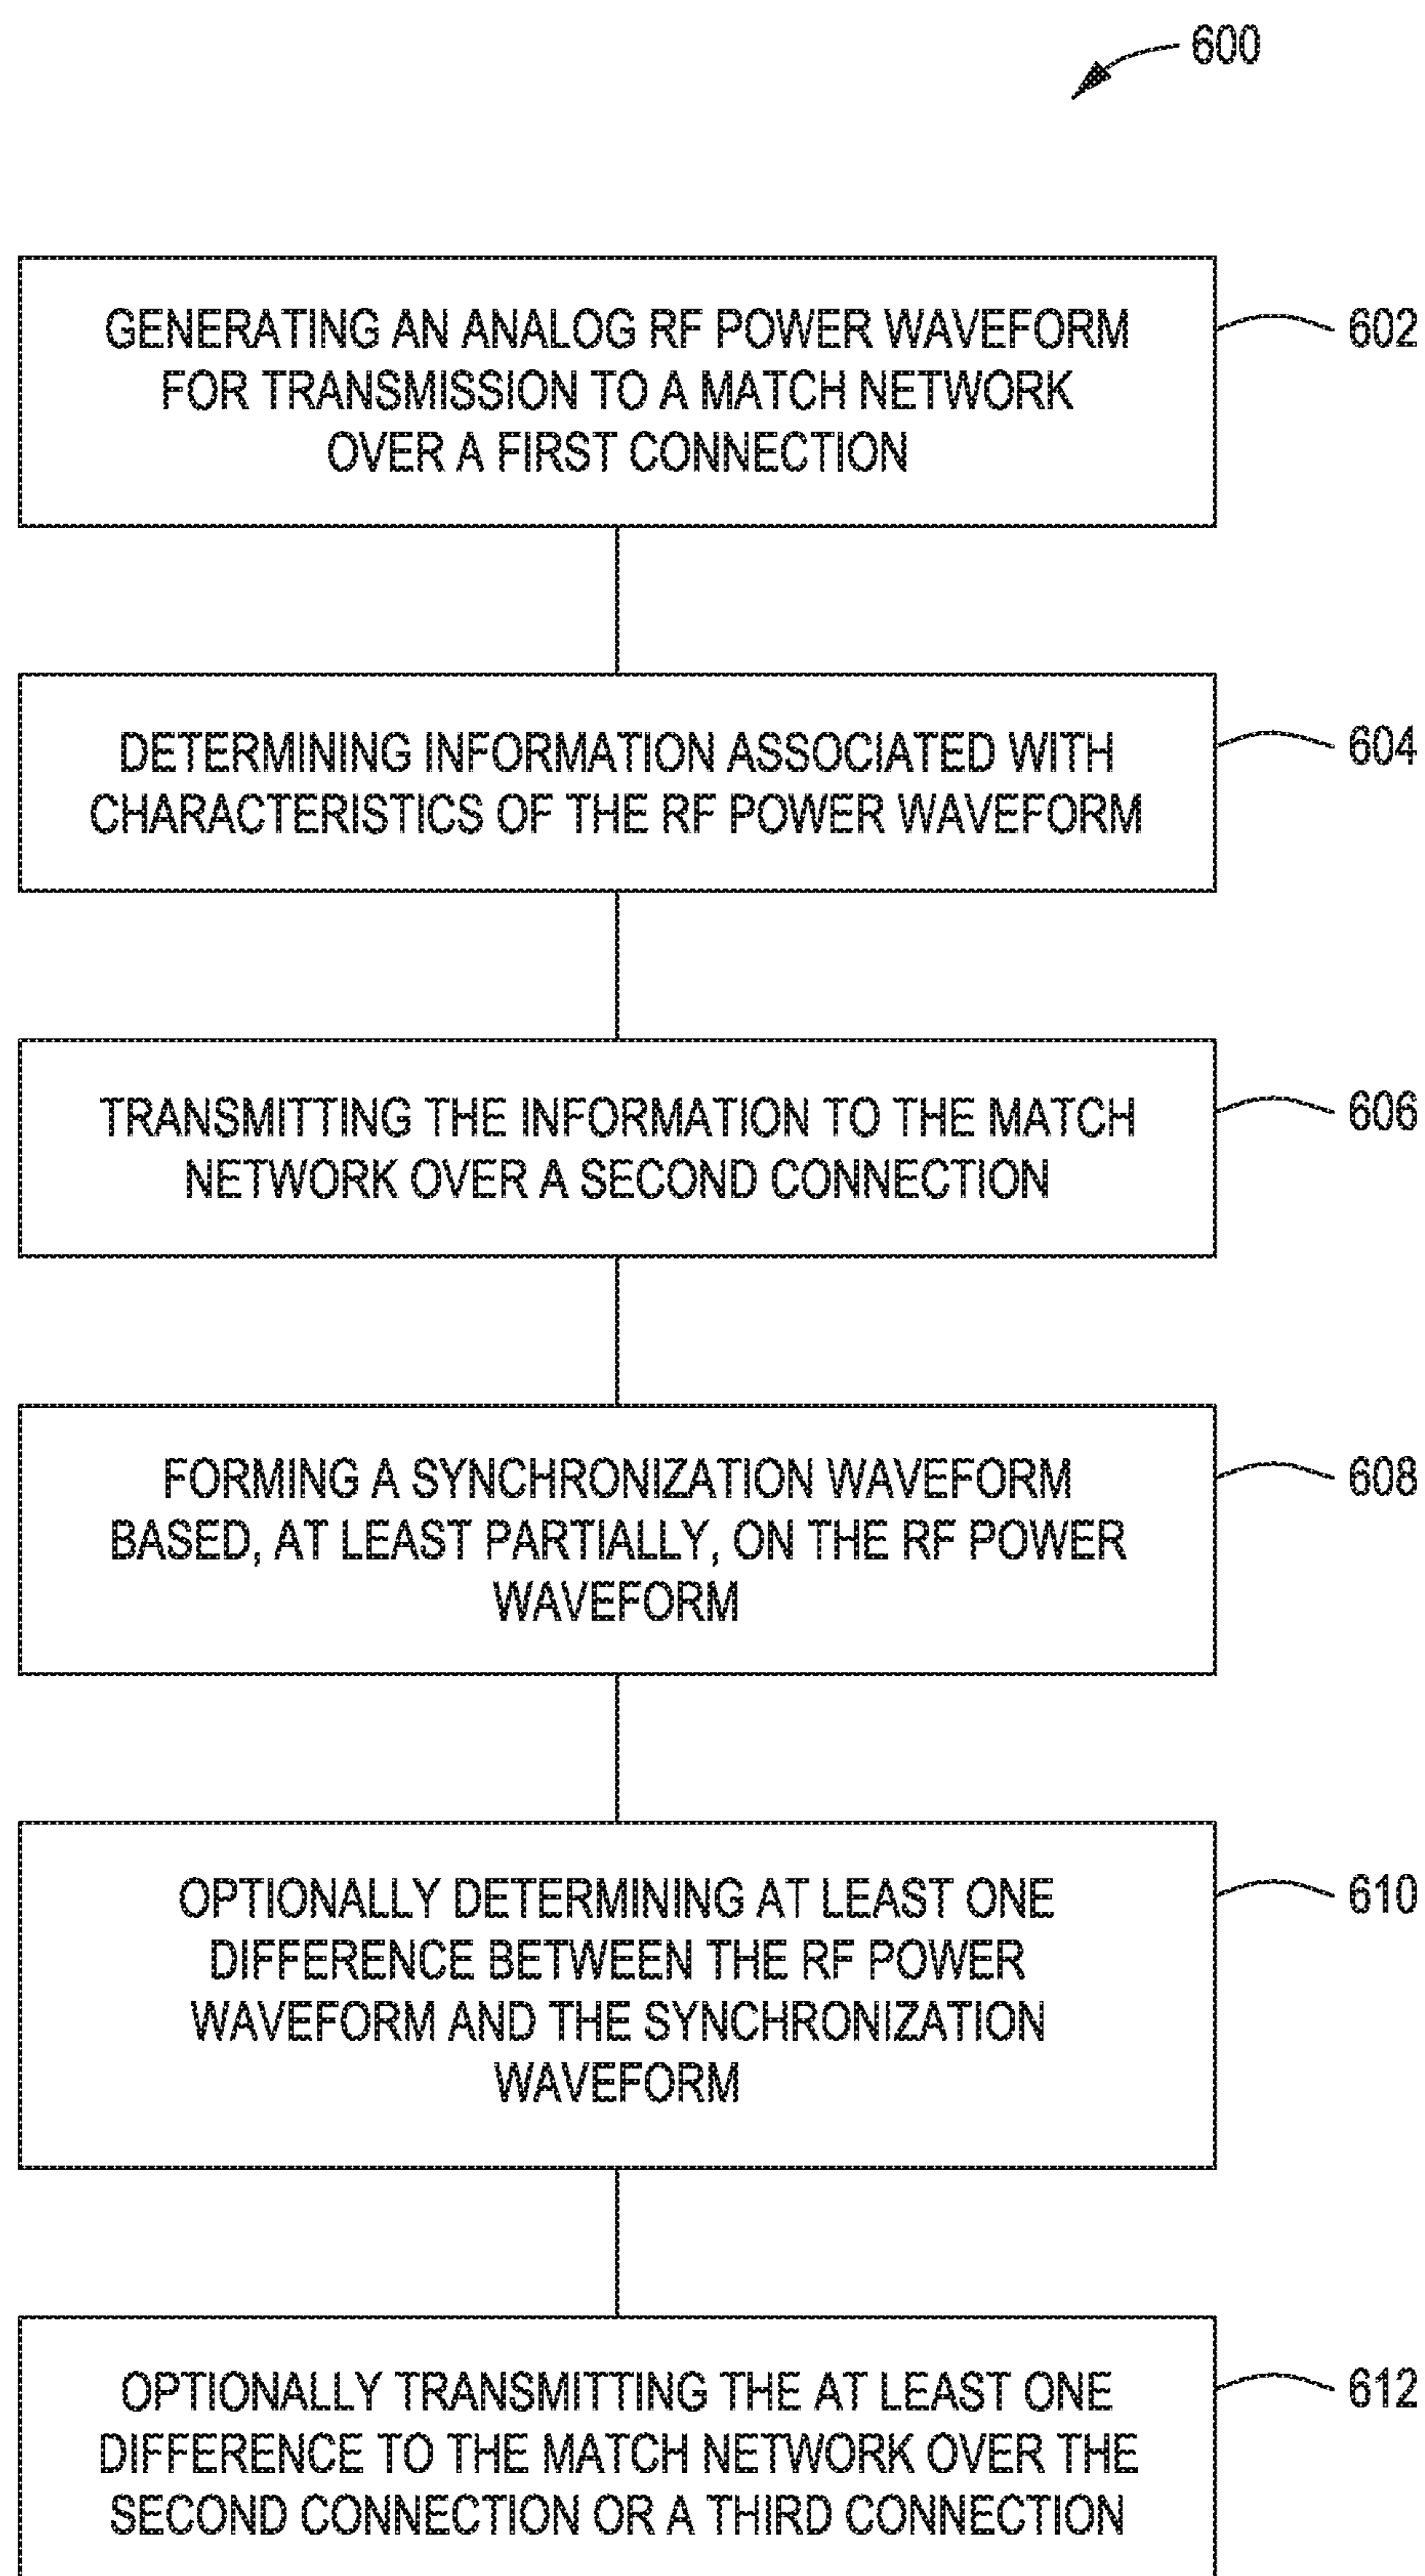 600
GENERATING AN ANALOG RF POWER WAVEFORM
FOR TRANSMISSION TO A MATCH NETWORK
OVER A FIRST CONNECTION
602
DETERMINING INFORMATION ASSOCIATED WITH
CHARACTERISTICS OF THE RF POWER WAVEFORM
604
TRANSMITTING THE INFORMATION TO THE MATCH
NETWORK OVER A SECOND CONNECTION
606
FORMING A SYNCHRONIZATION WAVEFORM
BASED, AT LEAST PARTIALLY, ON THE RF POWER
WAVEFORM
608
OPTIONALLY DETERMINING AT LEAST ONE
DIFFERENCE BETWEEN THE RF POWER
WAVEFORM AND THE SYNCHRONIZATION
WAVEFORM
610
OPTIONALLY TRANSMITTING THE AT LEAST ONE
DIFFERENCE TO THE MATCH NETWORK OVER THE
SECOND CONNECTION OR A THIRD CONNECTION
612